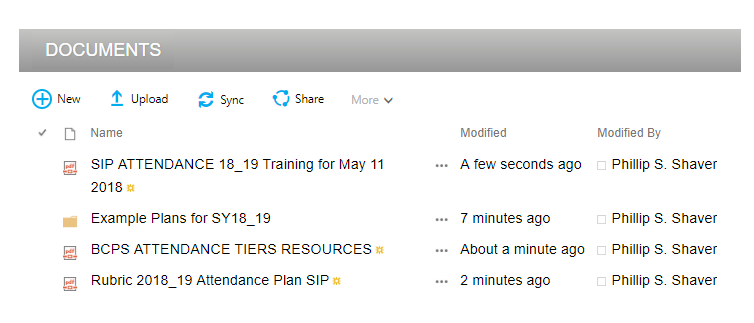 DOCUMENTS
New Upload Sync Share More
Name Modified Modified By
SIP ATTENDANCE 18_19 Training for May 11 ... A few seconds ago Phillip S. Shaver
2018
Example Plans for SY18_19 ... 7 minutes ago Phillip S. Shaver
BCPS ATTENDANCE TIERS RESOURCES ... About a minute ago Phillip S. Shaver
Rubric 2018_19 Attendance Plan SIP ... 2 minutes ago Phillip S. Shaver